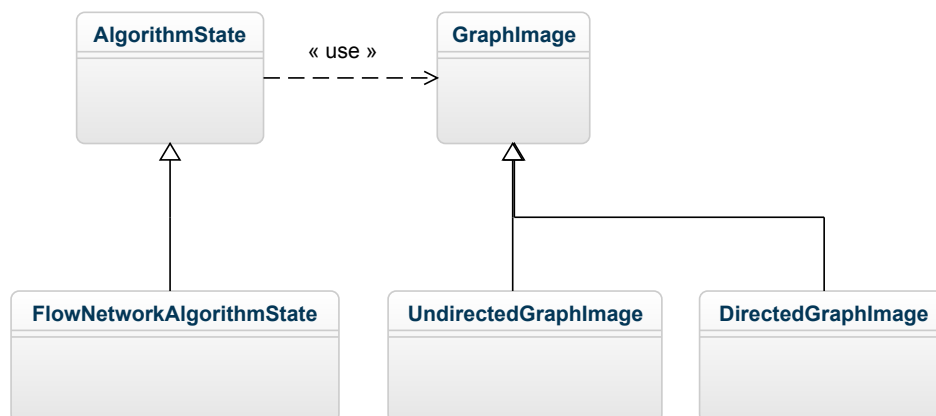 AlgorithmState
« use »
GraphImage
FlowNetworkAlgorithmState
UndirectedGraphImage
DirectedGraphImage